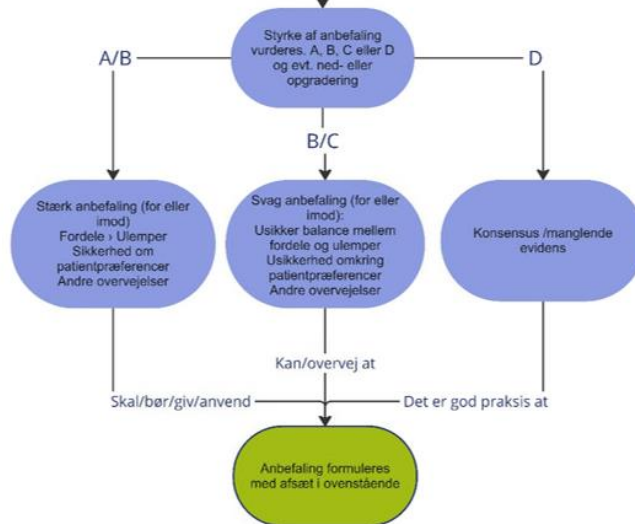 Styrke af anbefaling
vurderes. A, B, C eller D
og evt. ned- eller
opgradering
A/B
D
B/C
Stærk anbefaling (for eller
imod)
Fordele › Ulemper
Sikkerhed om
patientpræferencer
Andre overvejelser
Svag anbefaling (for eller
imod):
Usikker balance mellem
fordele og ulemper
Usikkerhed omkring
patientpræferencer
Andre overvejelser
Konsensus /manglende
evidens
Kan/overvej at
Skal/bør/giv/anvend
Det er god praksis at
Anbefaling formuleres
med afsæt i ovenstående